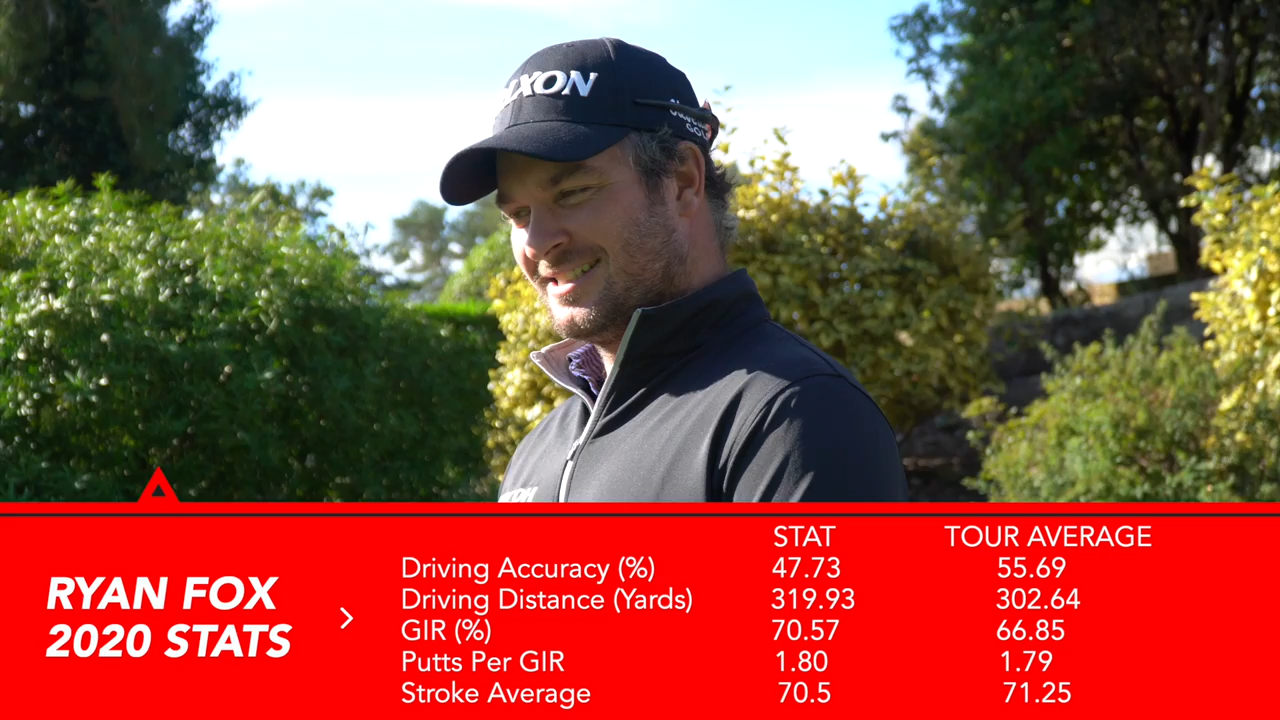 XXON
GOLF
RYAN FOX
2020 STATS
STAT TOUR AVERAGE
Driving Accuracy (%) 47.73 55.69
Driving Distance (Yards) 319.93 302.64
GIR (%) 70.57 66.85
Putts Per GIR 1.80 1.79
Stroke Average 70.5 71.25